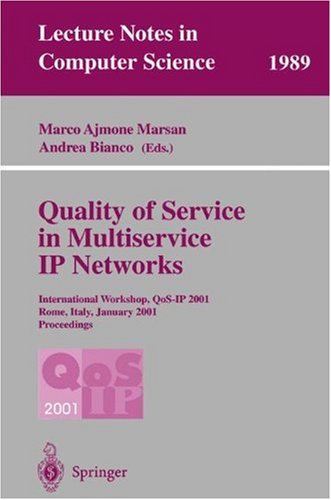 Lecture Notes in
Computer Science 1989
Marco Ajmone Marsan
Andrea Bianco (Eds.)
Quality of Service
in Multiservice
IP Networks
International Workshop, QoS-IP 2001
Rome, Italy, January 2001
Proceedings
QoS
2001 IP
Springer